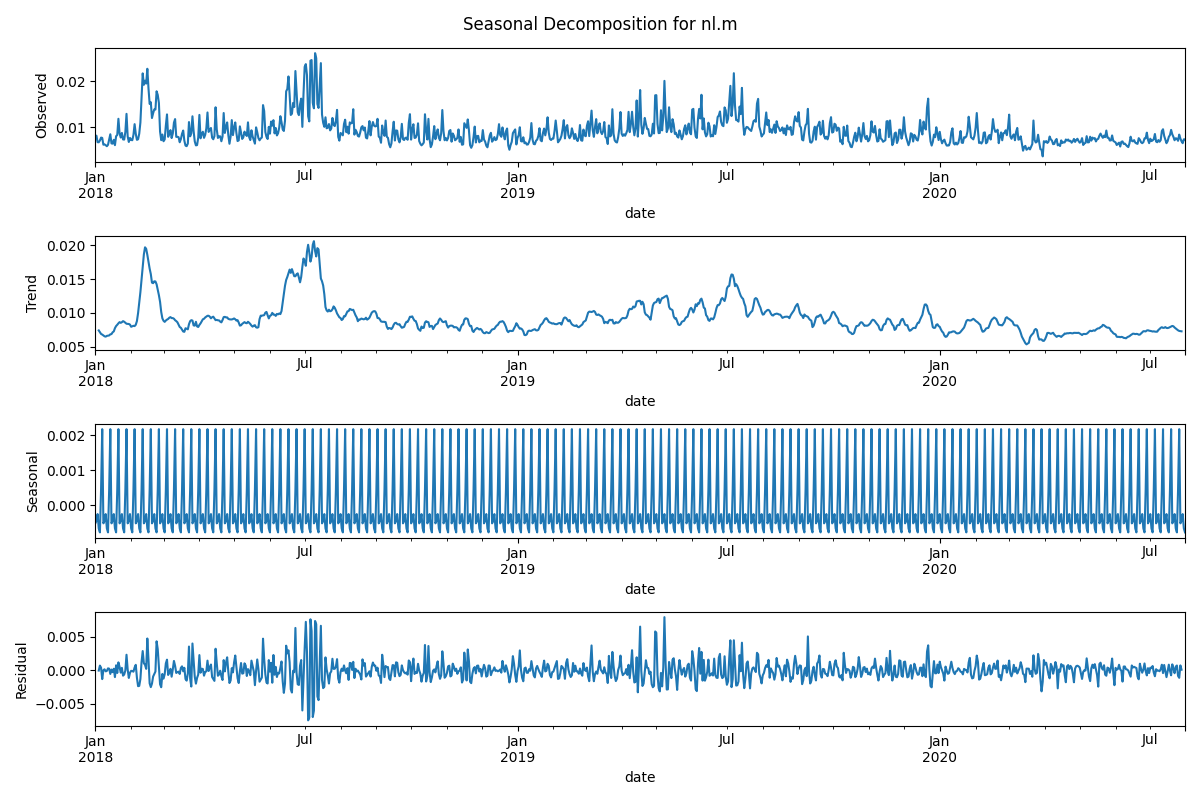 Seasonal Decomposition for nl.m
Observed
0.02
0.01
Jan Jul Jan Jul Jan Jul
2018 2019 2020
date
Trend
0.020
0.015
0.010
0.005
Jan Jul Jan Jul Jan Jul
2018 2019 2020
date
Seasonal
0.002
0.001
0.000
Jan Jul Jan Jul Jan Jul
2018 2019 2020
date
Residual
0.005
0.000
−0.005
Jan Jul Jan Jul Jan Jul
2018 2019 2020
date